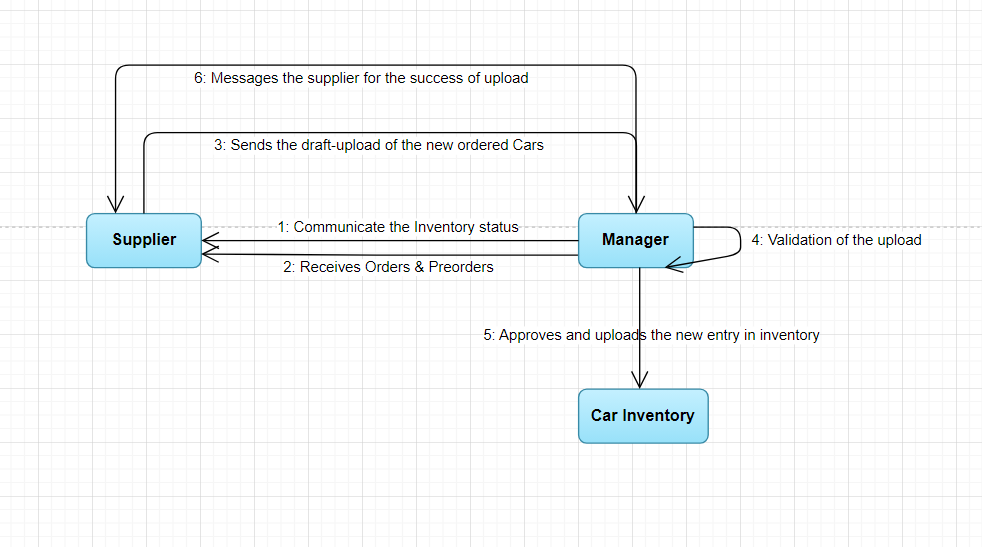 6: Messages the supplier for the success of upload
3: Sends the draft-upload of the new ordered Cars
1: Communicate the Inventory status
Supplier
Manager
4: Validation of the upload
2: Receives Orders & Preorders
5: Approves and uploads the new entry in inventory
Car Inventory